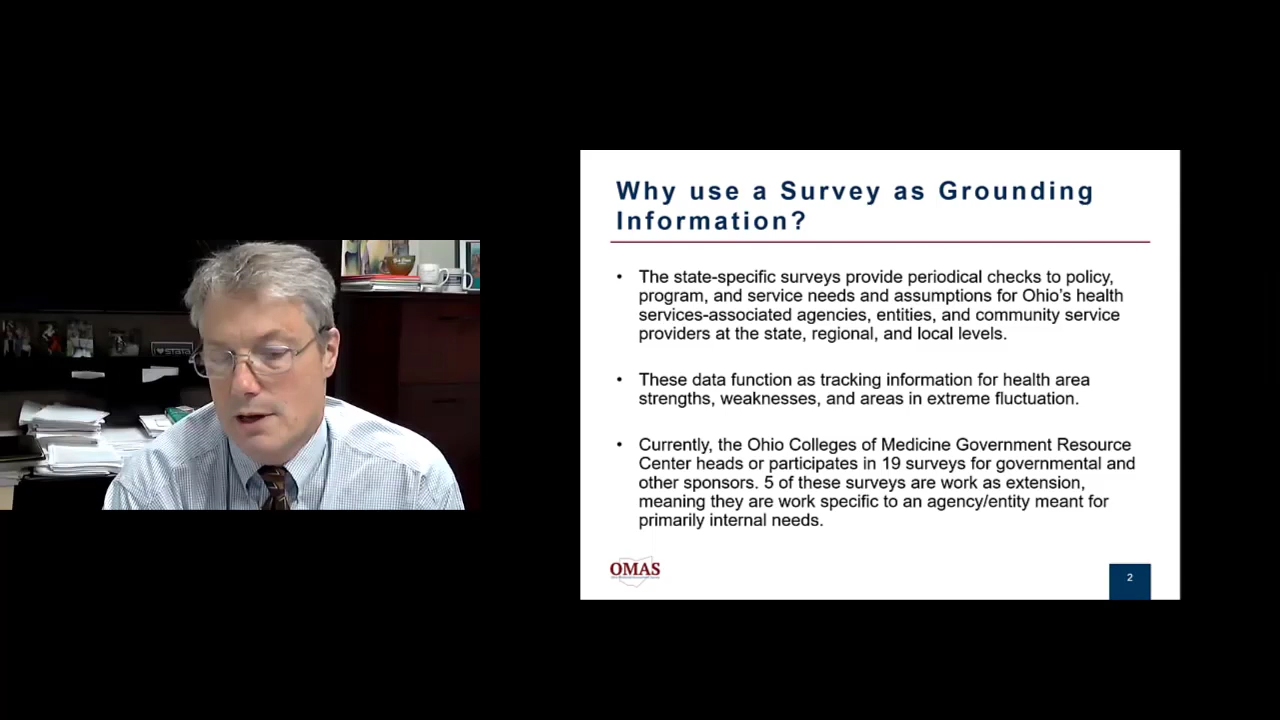 Why use a Survey as Grounding
Information?
• The state-specific surveys provide periodical checks to policy,
program, and service needs and assumptions for Ohio’s health
services-associated agencies, entities, and community service
providers at the state, regional, and local levels.
• These data function as tracking information for health area
strengths, weaknesses, and areas in extreme fluctuation.
• Currently, the Ohio Colleges of Medicine Government Resource
Center heads or participates in 19 surveys for governmental and
other sponsors. 5 of these surveys are work as extension,
meaning they are work specific to an agency/entity meant for
primarily internal needs.
OMAS
2